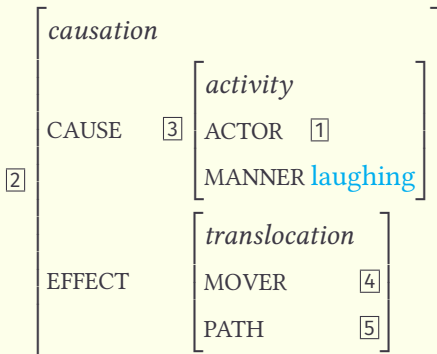 causation
activity
CAUSE 3 ACTOR 1
MANNER laughing
2
translocation
EFFECT MOVER 4
PATH 5